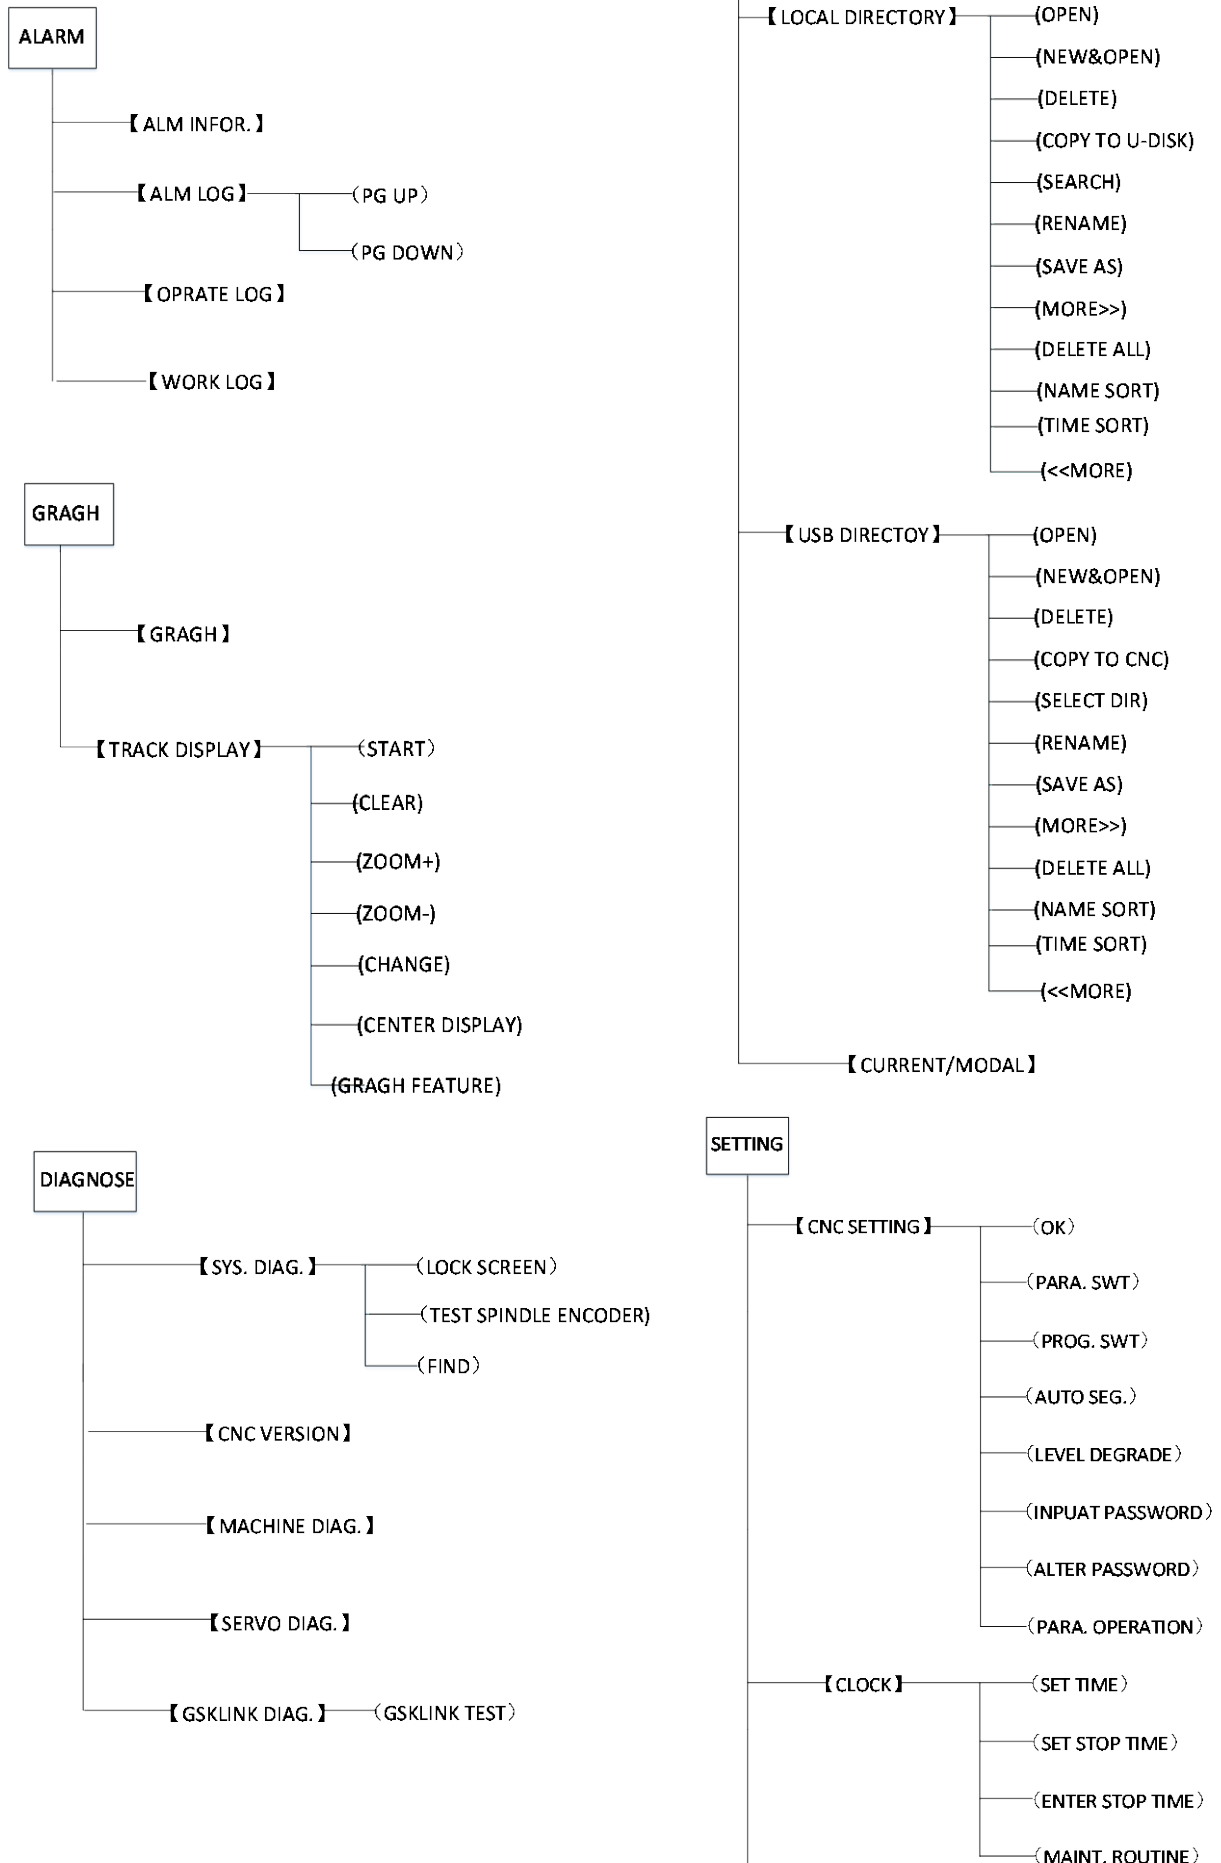 ALARM
【ALM INFOR.】
【ALM LOG】
(PG UP)
(PG DOWN)
【OPRATE LOG】
【WORK LOG】
GRAGH
【GRAGH】
【TRACK DISPLAY】
(START)
(CLEAR)
(ZOOM+)
(ZOOM-)
(CHANGE)
(CENTER DISPLAY)
(GRAGH FEATURE)
DIAGNOSE
【SYS. DIAG.】
(LOCK SCREEN)
(TEST SPINDLE ENCODER)
(FIND)
【CNC VERSION】
【MACHINE DIAG.】
【SERVO DIAG.】
【GSKLINK DIAG.】
(GSKLINK TEST)
【LOCAL DIRECTORY】
(OPEN)
(NEW&OPEN)
(DELETE)
(COPY TO U-DISK)
(SEARCH)
(RENAME)
(SAVE AS)
(MORE>>)
(DELETE ALL)
(NAME SORT)
(TIME SORT)
(<<MORE)
【USB DIRECTOY】
(OPEN)
(NEW&OPEN)
(DELETE)
(COPY TO CNC)
(SELECT DIR)
(RENAME)
(SAVE AS)
(MORE>>)
(DELETE ALL)
(NAME SORT)
(TIME SORT)
(<<MORE)
【CURRENT/MODAL】
SETTING
【CNC SETTING】
(OK)
(PARA. SWT)
(PROG. SWT)
(AUTO SEG.)
(LEVEL DEGRADE)
(INPUAT PASSWORD)
(ALTER PASSWORD)
(PARA. OPERATION)
【CLOCK】
(SET TIME)
(SET STOP TIME)
(ENTER STOP TIME)
(MAINT. ROUTINE)